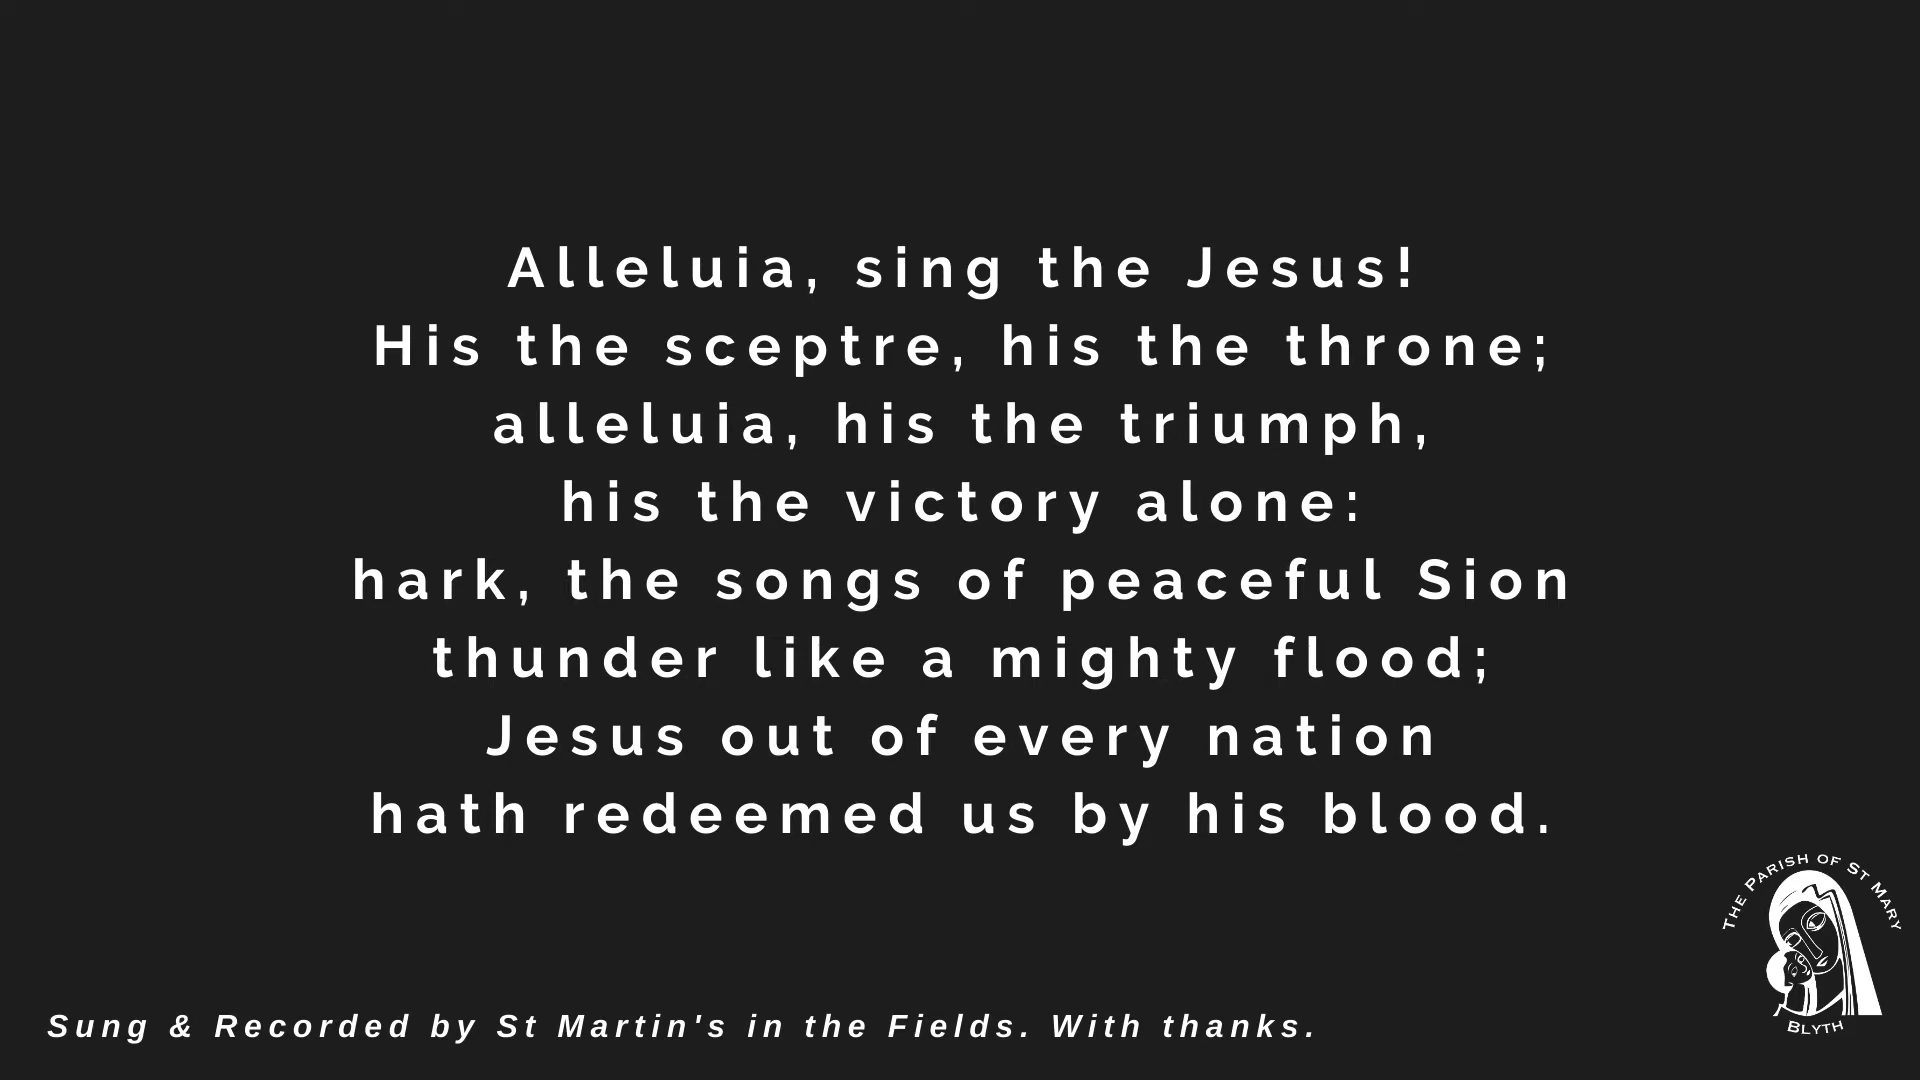 Alleluia, sing the Jesus!
His the sceptre, his the throne;
alleluia, his the triumph,
his the victory alone:
hark, the songs of peaceful Sion
thunder like a mighty flood;
Jesus out of every nation
hath redeemed us by his blood.
THE PARISH OF ST MARY
BLYTH
Sung & Recorded by St Martin's in the Fields. With thanks.